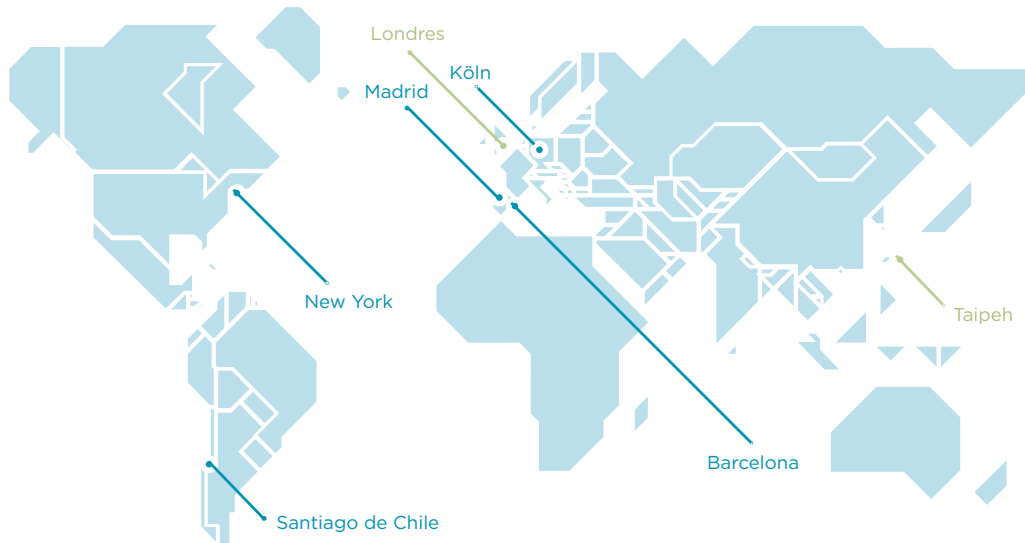 Londres
Köln
Madrid
New York
Taipeh
Barcelona
Santiago de Chile